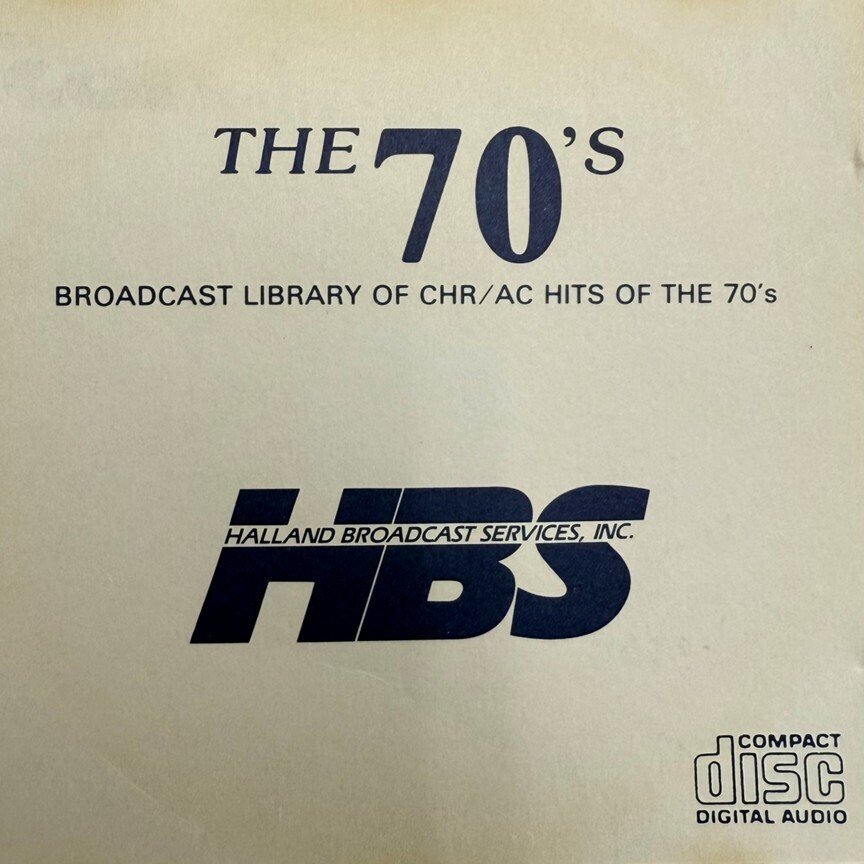 THE 70'S
BROADCAST LIBRARY OF CHR/AC HITS OF THE 70's
HBS
HALLAND BROADCAST SERVICES, INC.
COMPACT
disc
DIGITAL AUDIO